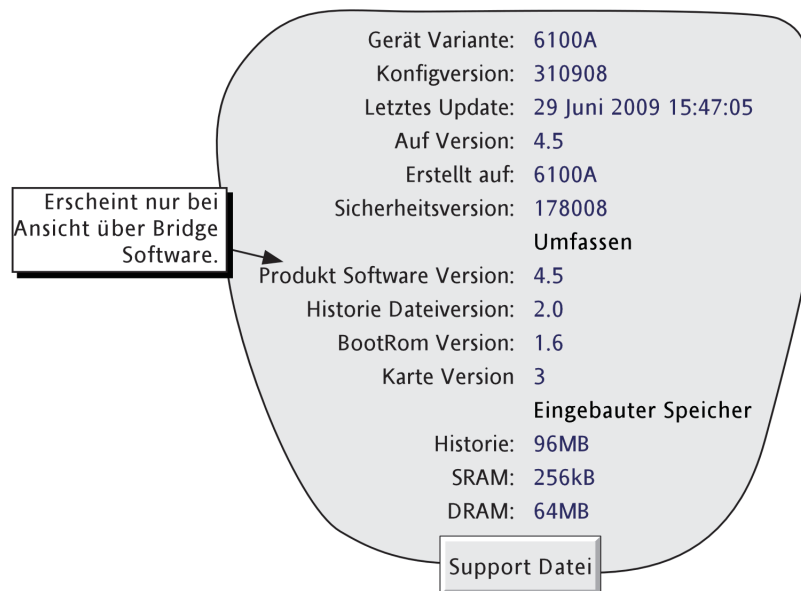 Gerät Variante: 6100A
Konfigversion: 310908
Letztes Update: 29 Juni 2009 15:47:05
Auf Version: 4.5
Erstellt auf: 6100A
Sicherheitsversion: 178008
Umfassen
Erscheint nur bei
Ansicht über Bridge
Software.
Produkt Software Version: 4.5
Historie Dateiversion: 2.0
BootRom Version: 1.6
Karte Version 3
Eingebauter Speicher
Historie: 96MB
SRAM: 256kB
DRAM: 64MB
Support Datei